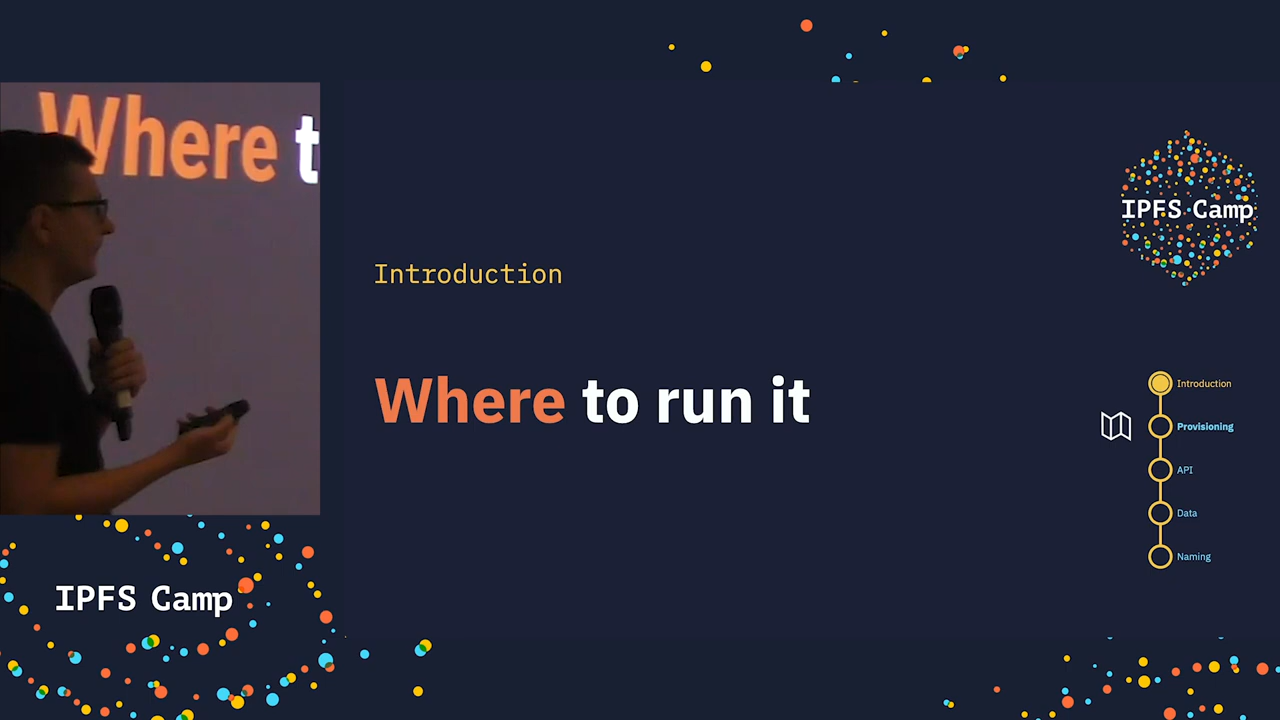 Where t
IPFS Camp
Introduction
Where to run it
IPFS Camp
Introduction
Provisioning
API
Data
Naming